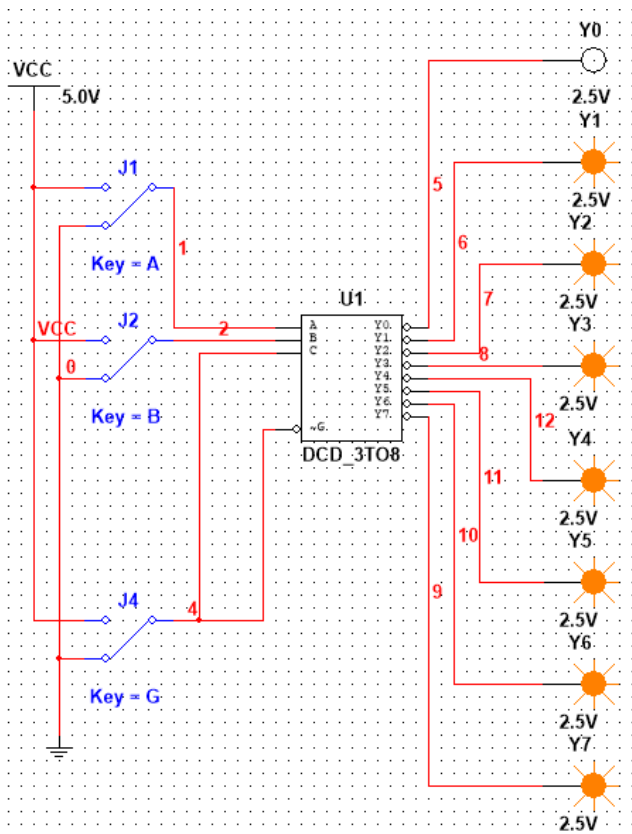 Y0
VCC
5.0V
2.5V
Y1
J1
5
2.5V
Y2
6
1
Key = A
7
2.5V
U1
Y3
VCC J2 2
A Y0.
B Y1.
C Y2.
8
Y3.
0
Y4.
Y5.
2.5V
Key = B
Y6.
Y7.
12
~G.
Y4
DCD_3TO8
11
2.5V
10
Y5
9
J4
4
2.5V
Y6
Key = G
2.5V
Y7
2.5V